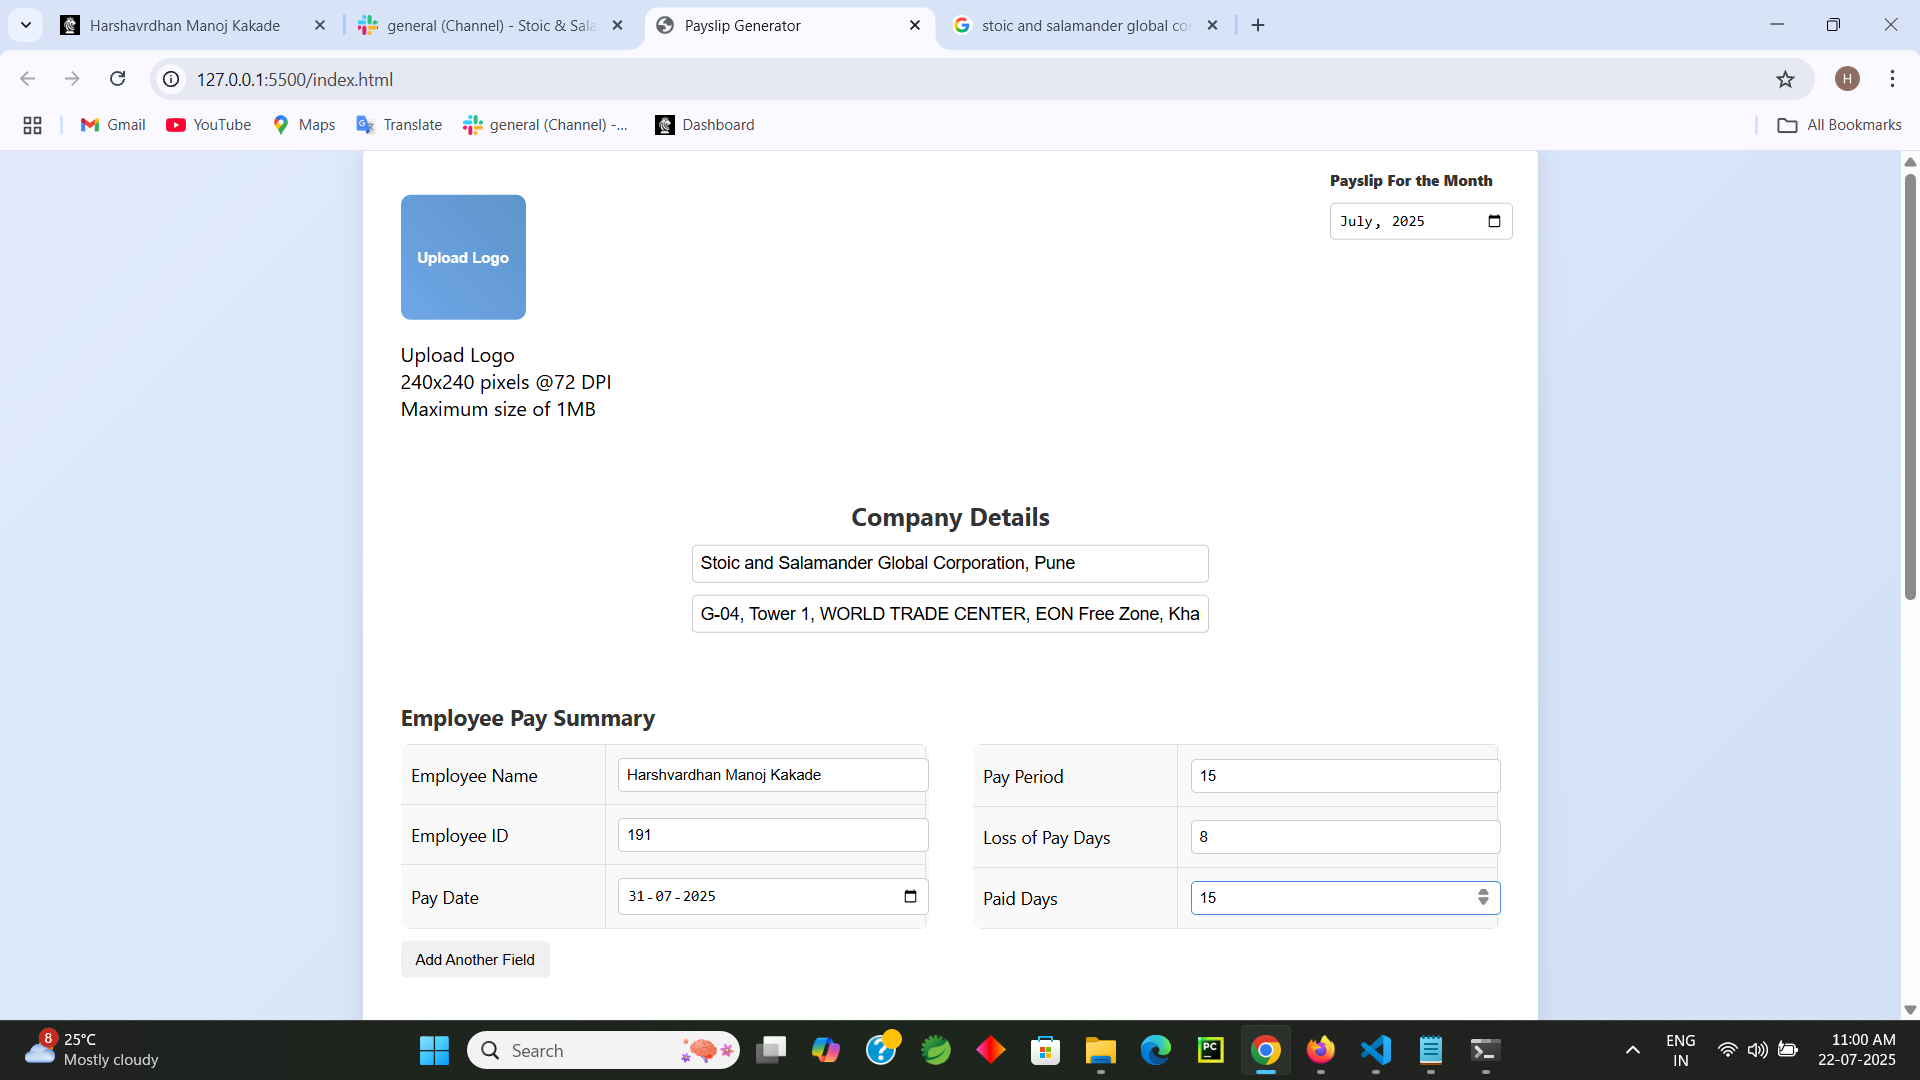 Harshavrdhan Manoj Kakade
general (Channel) - Stoic & Sala
Payslip Generator
stoic and salamander global co
127.0.0.1:5500/index.html
H
Gmail
YouTube
Maps
Translate
general (Channel) -...
Dashboard
All Bookmarks
Payslip For the Month
July, 2025
Upload Logo
Upload Logo
240x240 pixels @72 DPI
Maximum size of 1MB
Company Details
Stoic and Salamander Global Corporation, Pune
G-04, Tower 1, WORLD TRADE CENTER, EON Free Zone, Kha
Employee Pay Summary
Employee Name
Harshvardhan Manoj Kakade
Pay Period
15
Employee ID
191
Loss of Pay Days
8
Pay Date
31-07-2025
Paid Days
15
Add Another Field
8
25°C
Mostly cloudy
Search
PC
ENG
IN
11:00 AM
22-07-2025